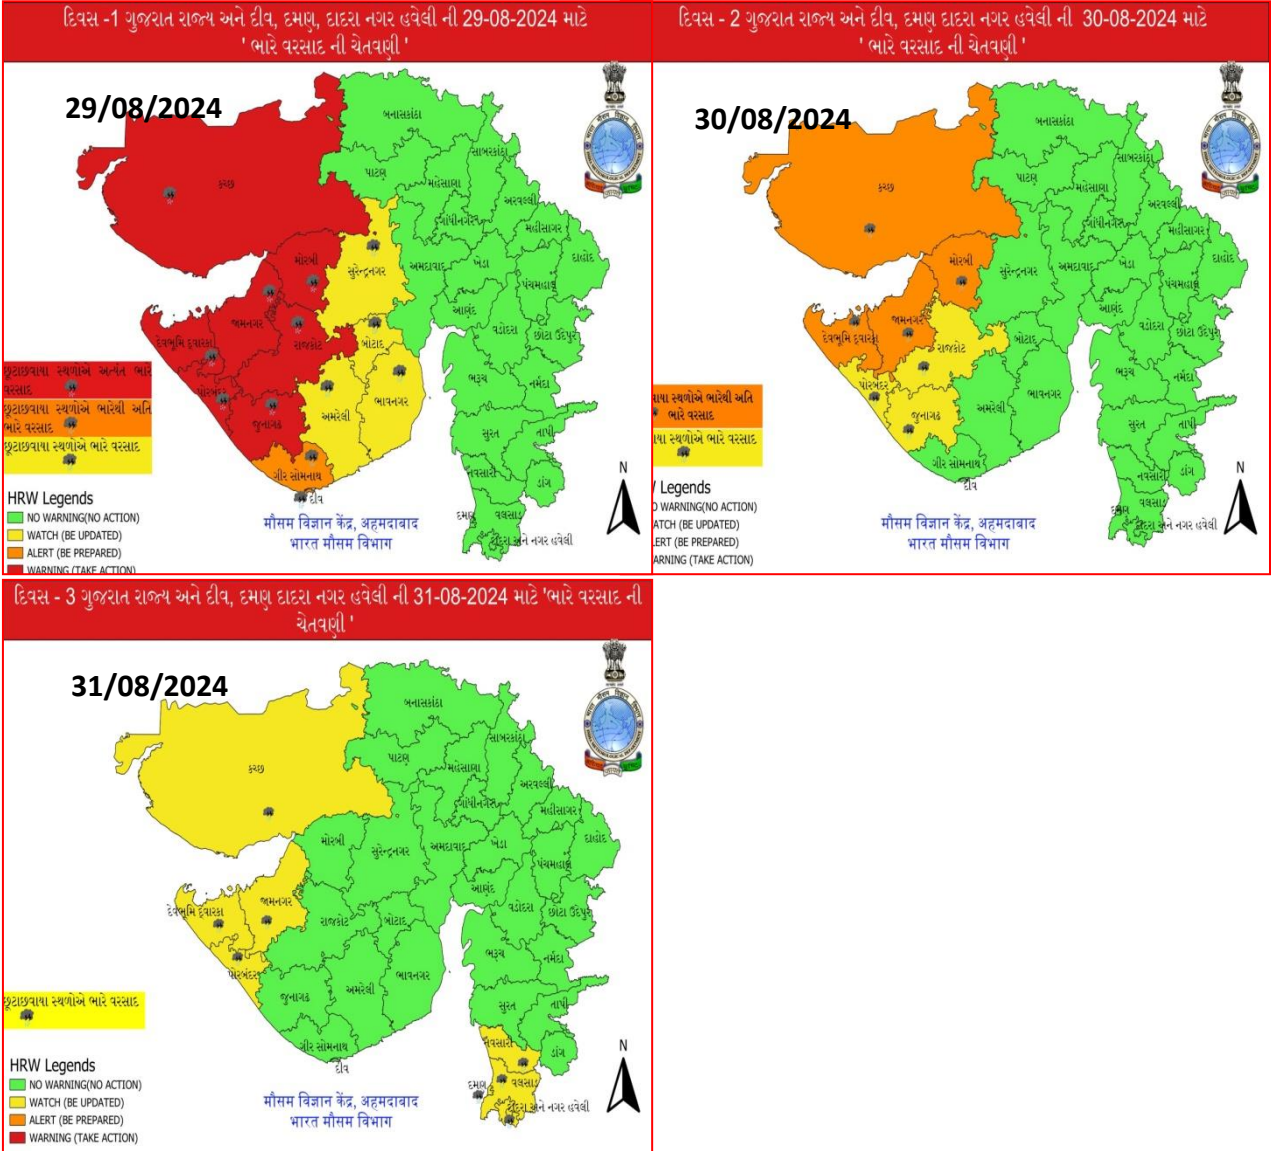 દિવસ -1 ગુજરાત રાજ્ય અને દીવ, દમણ, દાદરા નગર હવેલી ની 29-08-2024 માટે
' ભારે વરસાદ ની ચેતવણી '
29/08/2024
બનાસકાંઠા
સાબરકાંઠા
પાટણ
મહેસાણા
કચ્છ
અરવલ્લી
ગાંધીનગર
મહીસાગર
મોરબી
સુરેન્દ્રનગર
અમદાવાદ
ખેડા
દાહોદ
પંચમહાલ
આણંદ
જામનગર
દેવભૂમિ દ્વારકા
રાજકોટ
બોટાદ
વડોદરા
છોટા ઉદેપુર
પોરબંદર
ભરૂચ
નર્મદા
જુનાગઢ
અમરેલી
ભાવનગર
સુરત
તાપી
ગીર સોમનાથ
નવસારી
ડાંગ
દીવ
દમણ
વલસાડ
દાદરા અને નગર હવેલી
છૂટાછવાયા સ્થળોએ અત્યંત ભારે
વરસાદ
છૂટાછવાયા સ્થળોએ ભારેથી અતિ
ભારે વરસાદ
છૂટાછવાયા સ્થળોએ ભારે વરસાદ
HRW Legends
NO WARNING(NO ACTION)
WATCH (BE UPDATED)
ALERT (BE PREPARED)
WARNING (TAKE ACTION)
मौसम विज्ञान केंद्र, अहमदाबाद
भारत मौसम विभाग
N
દિવસ - 2 ગુજરાત રાજ્ય અને દીવ, દમણ દાદરા નગર હવેલી ની 30-08-2024 માટે
' ભારે વરસાદ ની ચેતવણી '
30/08/2024
બનાસકાંઠા
સાબરકાંઠા
પાટણ
મહેસાણા
કચ્છ
અરવલ્લી
ગાંધીનગર
મહીસાગર
મોરબી
સુરેન્દ્રનગર
અમદાવાદ
ખેડા
દાહોદ
પંચમહાલ
આણંદ
જામનગર
દેવભૂમિ દ્વારકા
રાજકોટ
બોટાદ
વડોદરા
છોટા ઉદેપુર
પોરબંદર
ભરૂચ
નર્મદા
જુનાગઢ
અમરેલી
ભાવનગર
સુરત
તાપી
ગીર સોમનાથ
નવસારી
ડાંગ
દીવ
દમણ
વલસાડ
દાદરા અને નગર હવેલી
સ્થળોએ ભારેથી અતિ
ભારે વરસાદ
સ્થળોએ ભારે વરસાદ
Legends
WARNING(NO ACTION)
(BE UPDATED)
(BE PREPARED)
(TAKE ACTION)
मौसम विज्ञान केंद्र, अहमदाबाद
भारत मौसम विभाग
N
દિવસ - 3 ગુજરાત રાજ્ય અને દીવ, દમણ દાદરા નગર હવેલી ની 31-08-2024 માટે 'ભારે વરસાદ ની
ચેતવણી '
31/08/2024
બનાસકાંઠા
સાબરકાંઠા
પાટણ
મહેસાણા
કચ્છ
અરવલ્લી
ગાંધીનગર
મહીસાગર
મોરબી
સુરેન્દ્રનગર
અમદાવાદ
ખેડા
દાહોદ
પંચમહાલ
આણંદ
જામનગર
દેવભૂમિ દ્વારકા
રાજકોટ
બોટાદ
વડોદરા
છોટા ઉદેપુર
પોરબંદર
ભરૂચ
નર્મદા
જુનાગઢ
અમરેલી
ભાવનગર
સુરત
તાપી
ગીર સોમનાથ
નવસારી
ડાંગ
દીવ
દમણ
વલસાડ
દાદરા અને નગર હવેલી
છૂટાછવાયા સ્થળોએ ભારે વરસાદ
HRW Legends
NO WARNING(NO ACTION)
WATCH (BE UPDATED)
ALERT (BE PREPARED)
WARNING (TAKE ACTION)
मौसम विज्ञान केंद्र, अहमदाबाद
भारत मौसम विभाग
N